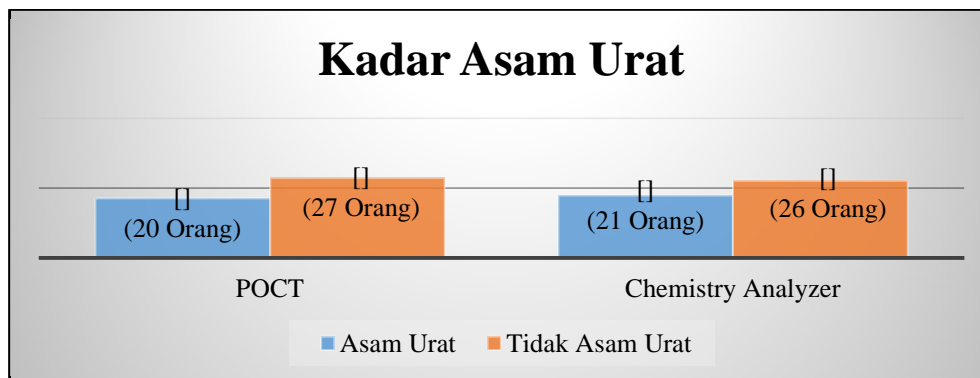 Kadar Asam Urat
[]
(20 Orang)
[]
(27 Orang)
[]
(21 Orang)
[]
(26 Orang)
POCT
Chemistry Analyzer
Asam Urat
Tidak Asam Urat